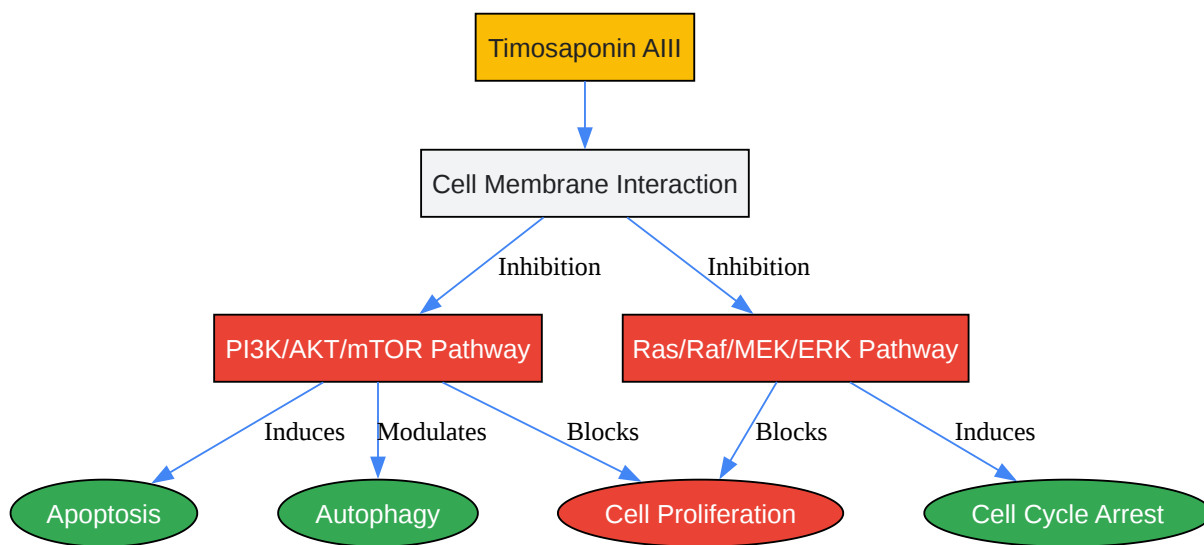 Timosaponin AIII
Cell Membrane Interaction
Inhibition
Inhibition
PI3K/AKT/mTOR Pathway
Ras/Raf/MEK/ERK Pathway
Induces
Modulates
Blocks
Blocks
Induces
Apoptosis
Autophagy
Cell Proliferation
Cell Cycle Arrest